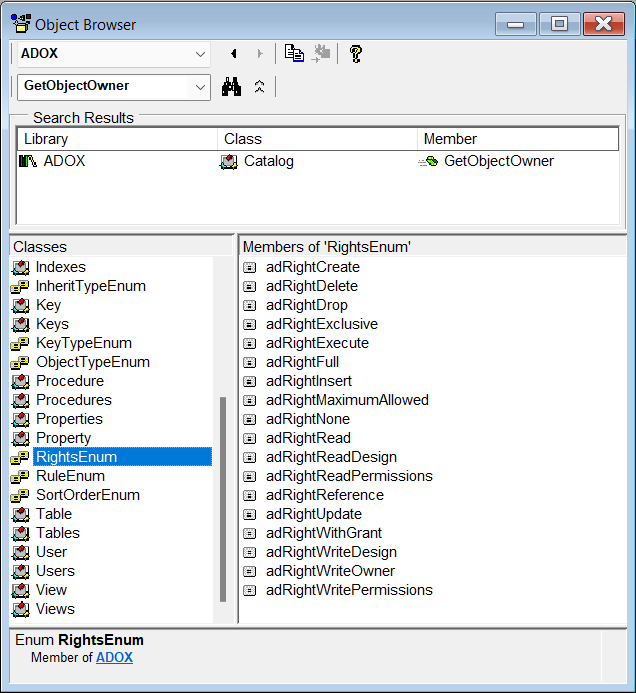 Object Browser
ADOX
GetObjectOwner
Search Results
Library Class Member
ADOX Catalog GetObjectOwner
Classes
Indexes
InheritTypeEnum
Key
Keys
KeyTypeEnum
ObjectTypeEnum
Procedure
Procedures
Properties
Property
RightsEnum
RuleEnum
SortOrderEnum
Table
Tables
User
Users
View
Views
Members of 'RightsEnum'
adRightCreate
adRightDelete
adRightDrop
adRightExclusive
adRightExecute
adRightFull
adRightInsert
adRightMaximumAllowed
adRightNone
adRightRead
adRightReadDesign
adRightReadPermissions
adRightReference
adRightUpdate
adRightWithGrant
adRightWriteDesign
adRightWriteOwner
adRightWritePermissions
Enum RightsEnum
Member of ADOX